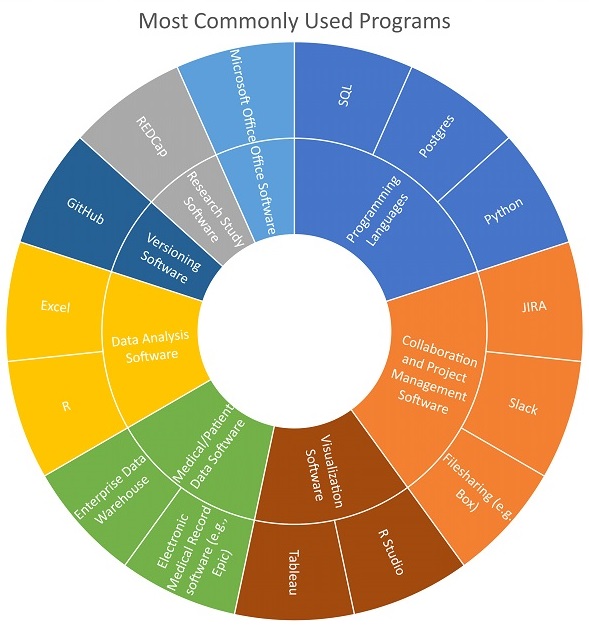 Most Commonly Used Programs
SQL
Postgres
Python
Programming
Languages
JIRA
Slack
Filesharing (e.g.
Box)
Collaboration
and Project
Management
Software
R Studio
Tableau
Visualization
Software
Electronic
Medical Record
software (e.g.,
Epic)
Enterprise Data
Warehouse
Medical/Patient
Data Software
R
Excel
Data Analysis
Software
GitHub
Versioning
Software
REDCap
Research Study
Software
Microsoft Office
Office Software